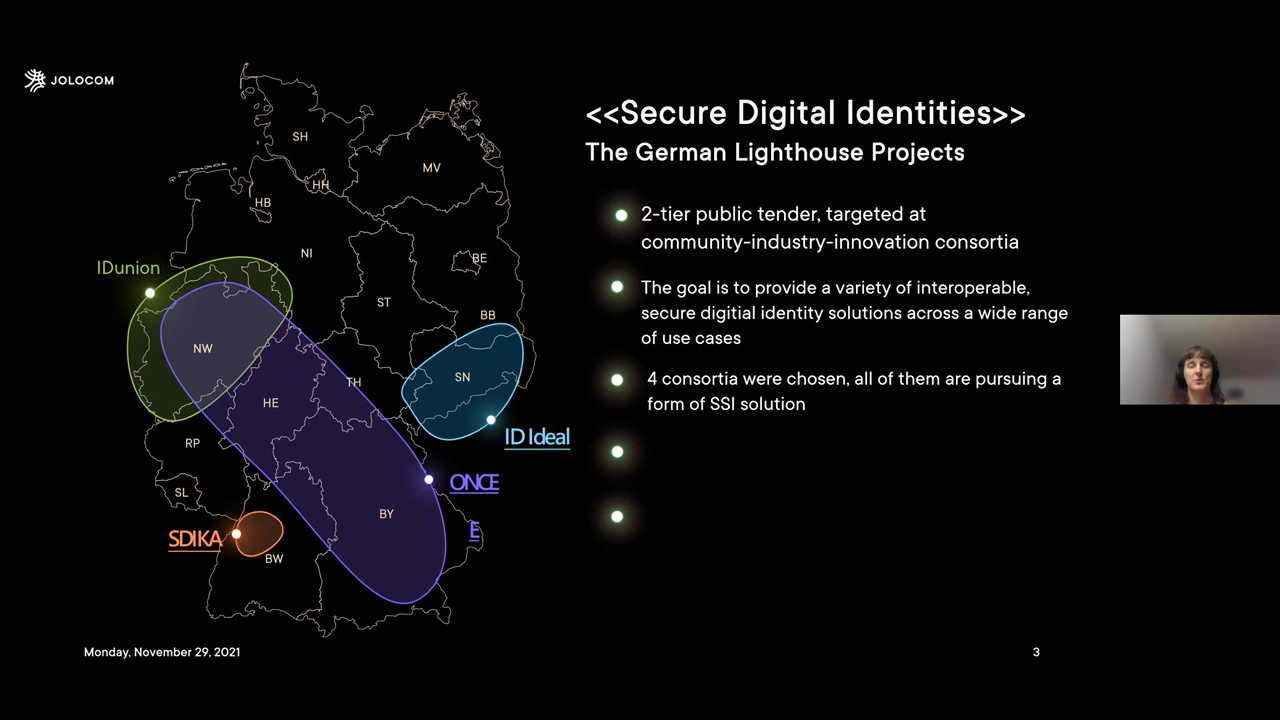 JOLOCOM
<<Secure Digital Identities>>
The German Lighthouse Projects
2-tier public tender, targeted at
community-industry-innovation consortia
The goal is to provide a variety of interoperable,
secure digitial identity solutions across a wide range
of use cases
4 consortia were chosen, all of them are pursuing a
form of SSI solution
SH
MV
HH
HB
NI
BE
IDunion
ST
BB
NW
SN
TH
HE
ID Ideal
RP
ONCE
SL
BY
E
SDIKA
BW
Monday, November 29, 2021
3